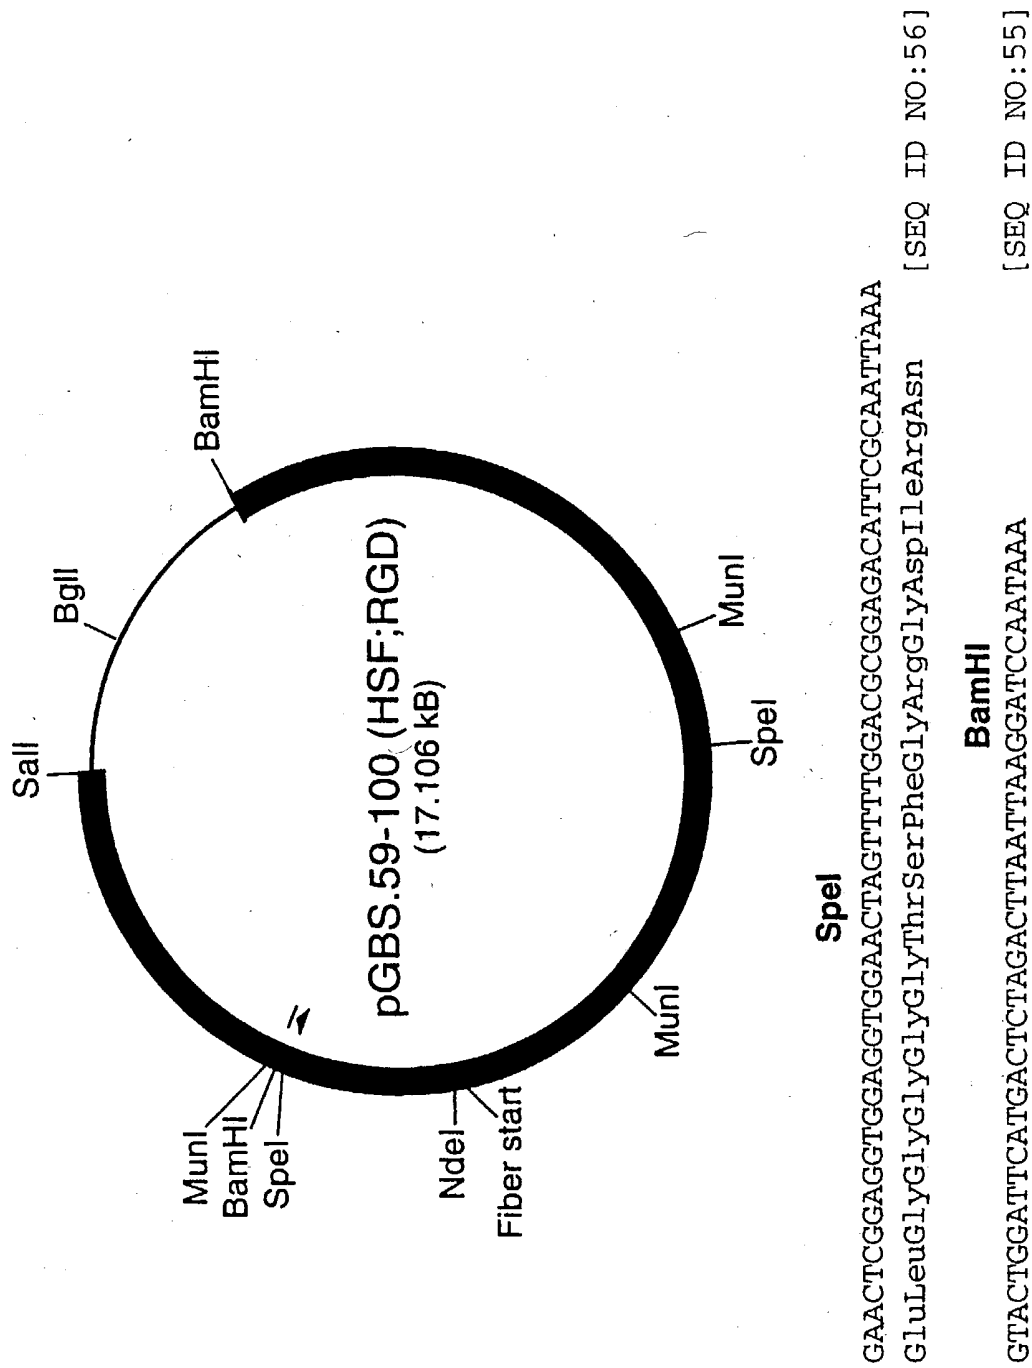 SalI
BglI
BamHI
MunI
BamHI
SpeI
NdeI
Fiber start
MunI
SpeI
MunI
pGBS.59-100 (HSF;RGD)
(17.106 kB)
SpeI
GAACTCGGAGGTGGAGGTGGAACTAGTTTTGGACGCGGAGACATTCGCAATTAAA
GluLeuGlyGlyGlyGlyGlyThrSerPheGlyArgGlyAspIleArgAsn [SEQ ID NO:56]
BamHI
GTACTGGATTCATGACTCTAGACTTAATTAAGGATCCAATAAA [SEQ ID NO:55]